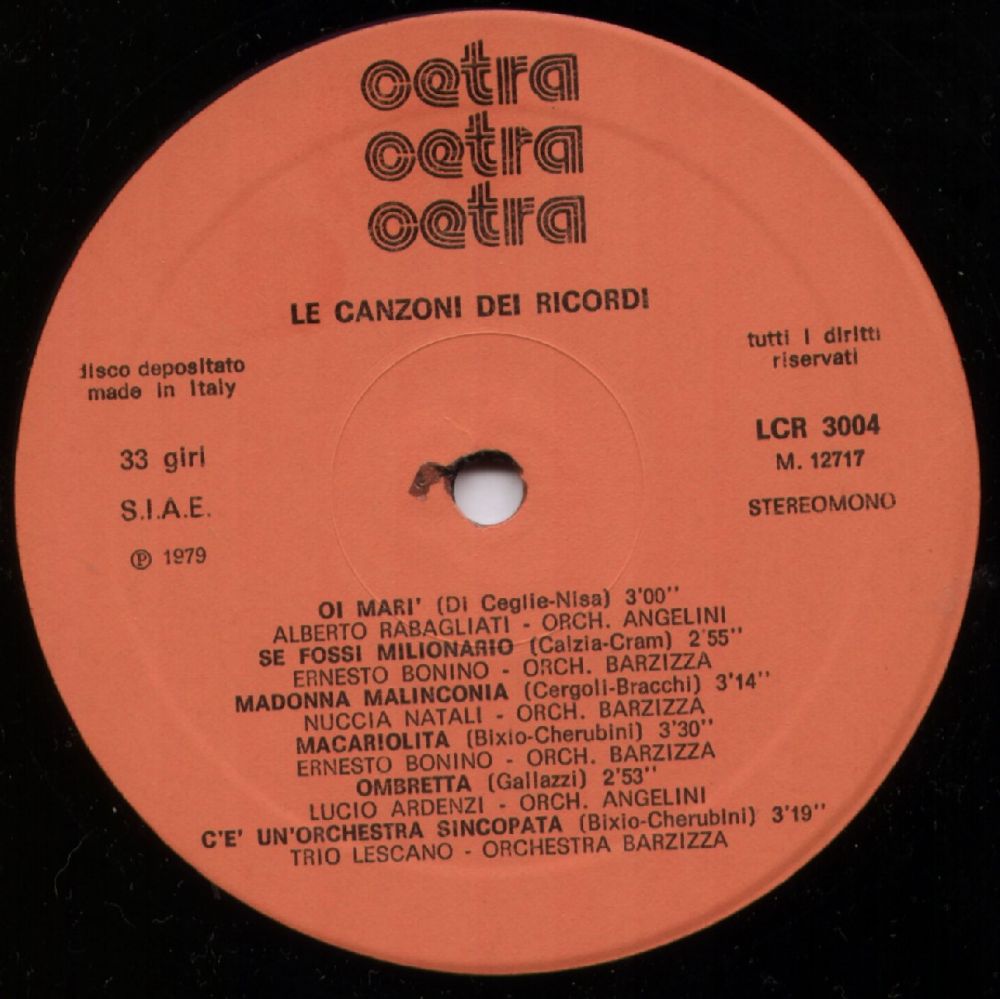 cetra
cetra
cetra
LE CANZONI DEI RICORDI
disco depositato
made in Italy
tutti i diritti
riservati
33 giri
S.I.A.E.
Ⓟ 1979
LCR 3004
M. 12717
STEREOMONO
OI MARI' (Di Ceglie-Nisa) 3'00''
ALBERTO RABAGLIATI - ORCH. ANGELINI
SE FOSSI MILIONARIO (Calzia-Cram) 2'55''
ERNESTO BONINO - ORCH. BARZIZZA
MADONNA MALINCONIA (Cergoli-Bracchi) 3'14''
NUCCIA NATALI - ORCH. BARZIZZA
MACARIOLITA (Bixio-Cherubini) 3'30''
ERNESTO BONINO - ORCH. BARZIZZA
OMBRETTA (Gallazzi) 2'53''
LUCIO ARDENZI - ORCH. ANGELINI
C'E' UN'ORCHESTRA SINCOPATA (Bixio-Cherubini) 3'19''
TRIO LESCANO - ORCHESTRA BARZIZZA